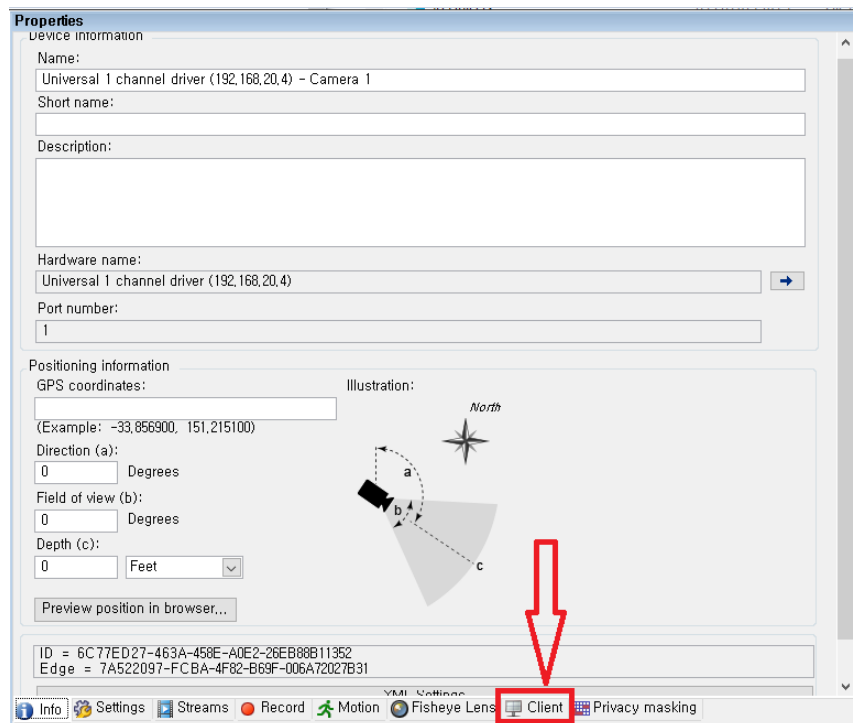 Properties
Device information
Name:
Universal 1 channel driver (192,168,20,4) - Camera 1
Short name:
Description:
Hardware name:
Universal 1 channel driver (192,168,20,4)
Port number:
1
Positioning information
GPS coordinates:
Illustration:
North
(Example: -33,856900, 151,215100)
Direction (a):
0 Degrees
a
Field of view (b):
0 Degrees
b
Depth (c):
0 Feet
c
Preview position in browser,,,
ID = 6C77ED27-463A-458E-A0E2-26EB88B11352
Edge = 7A522097-FCBA-4F82-B69F-006A72027B31
XML Settings
Info Settings Streams Record Motion Fisheye Lens Client Privacy masking